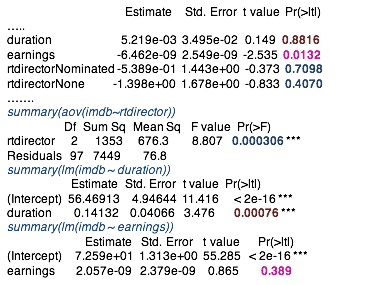 Estimate Std. Error t value Pr(>ltl)
.....
duration 5.219e-03 3.495e-02 0.149 0.8816
earnings -6.462e-09 2.549e-09 -2.535 0.0132
rtdirectorNominated -5.389e-01 1.443e+00 -0.373 0.7098
rtdirectorNone -1.398e+00 1.678e+00 -0.833 0.4070
.......
summary(aov(imdb~rtdirector))
Df Sum Sq Mean Sq F value Pr(>F)
rtdirector 2 1353 676.3 8.807 0.000306 ***
Residuals 97 7449 76.8
summary(lm(imdb ~ duration))
Estimate Std. Error t value Pr(>ltl)
(Intercept) 56.46913 4.94644 11.416 < 2e-16 ***
duration 0.14132 0.04066 3.476 0.00076 ***
summary(lm(imdb ~ earnings))
Estimate Std. Error t value Pr(>ltl)
(Intercept) 7.259e+01 1.313e+00 55.285 <2e-16 ***
earnings 2.057e-09 2.379e-09 0.865 0.389